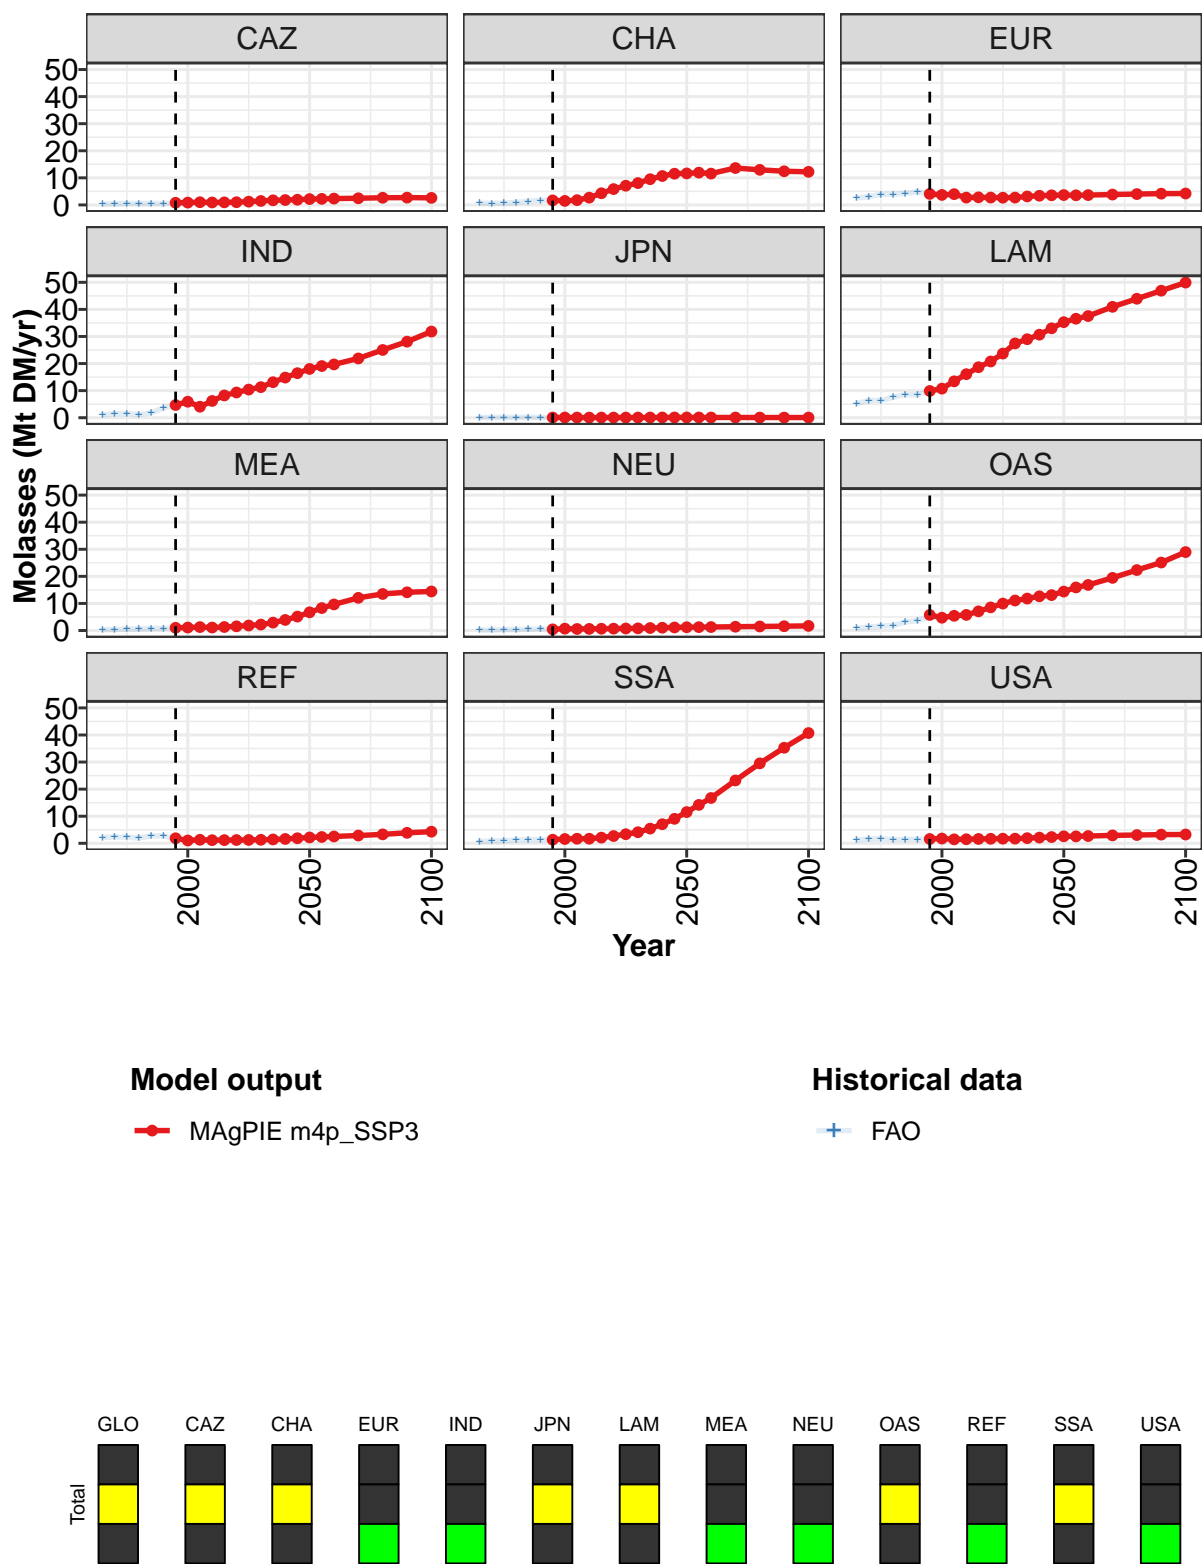 CAZ CHA EUR
50
40
30
20
10
0
IND JPN LAM
50
40
30
20
10
0
MEA NEU OAS
50
40
30
20
10
0
REF SSA USA
50
40
30
20
10
0
Molasses (Mt DM/yr)
2000 2050 2100 2000 2050 2100 2000 2050 2100
Year
Model output Historical data
MAgPIE m4p_SSP3 FAO
GLO CAZ CHA EUR IND JPN LAM MEA NEU OAS REF SSA USA
Total